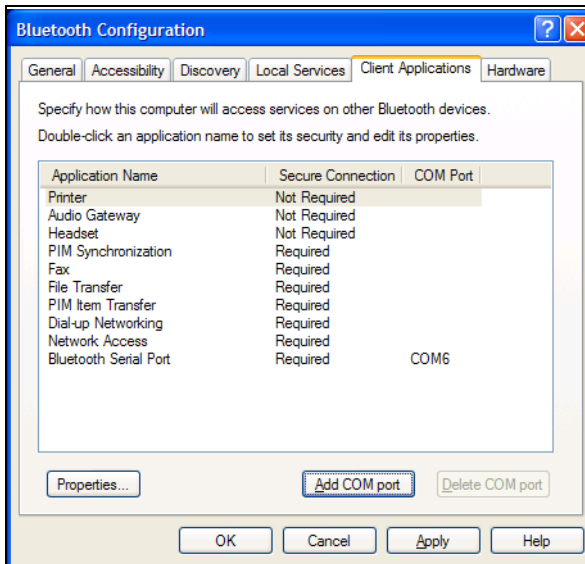 Bluetooth Configuration
General Accessibility Discovery Local Services Client Applications Hardware
Specify how this computer will access services on other Bluetooth devices.
Double-click an application name to set its security and edit its properties.
Application Name Secure Connection COM Port
Printer Not Required
Audio Gateway Not Required
Headset Not Required
PIM Synchronization Required
Fax Required
File Transfer Required
PIM Item Transfer Required
Dial-up Networking Required
Network Access Required
Bluetooth Serial Port Required COM6
Properties... Add COM port Delete COM port
OK Cancel Apply Help